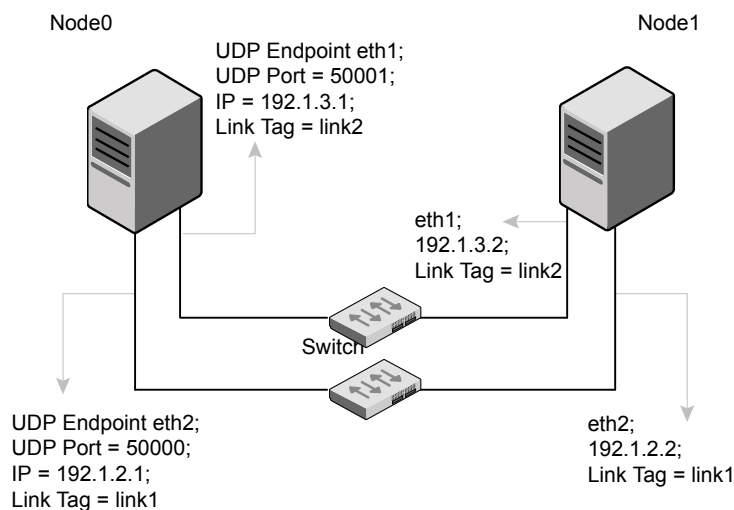 Node0
Node1
UDP Endpoint eth1;
UDP Port = 50001;
IP = 192.1.3.1;
Link Tag = link2
eth1;
192.1.3.2;
Link Tag = link2
Switch
UDP Endpoint eth2;
UDP Port = 50000;
IP = 192.1.2.1;
Link Tag = link1
eth2;
192.1.2.2;
Link Tag = link1